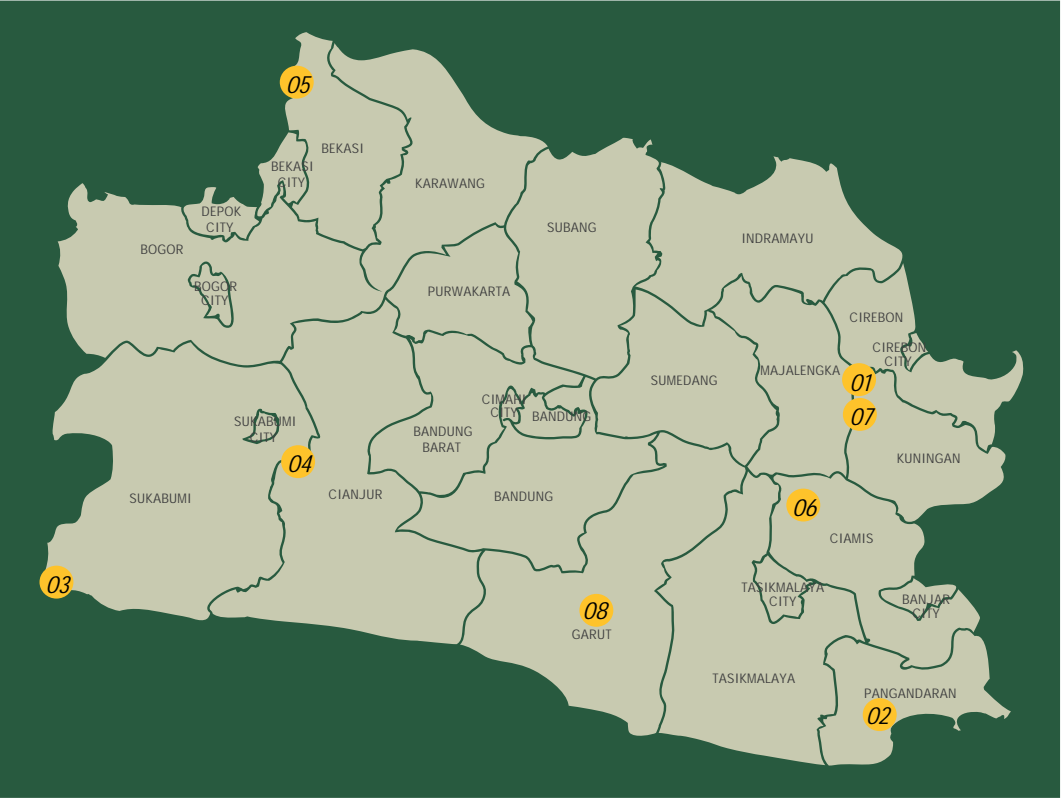 05
BEKASI
BEKASI
CITY
KARAWANG
DEPOK
CITY
SUBANG
INDRAMAYU
BOGOR
BOGOR
CITY
PURWAKARTA
CIREBON
CIREBON
CITY
MAJALENGKA
01
SUMEDANG
CIMAHI
CITY
BANDUNG
07
SUKABUMI
CITY
BANDUNG
BARAT
04
KUNINGAN
SUKABUMI
CIANJUR
BANDUNG
06
CIAMIS
03
TASIKMALAYA
CITY
BANJAR
CITY
08
GARUT
TASIKMALAYA
PANGANDARAN
02